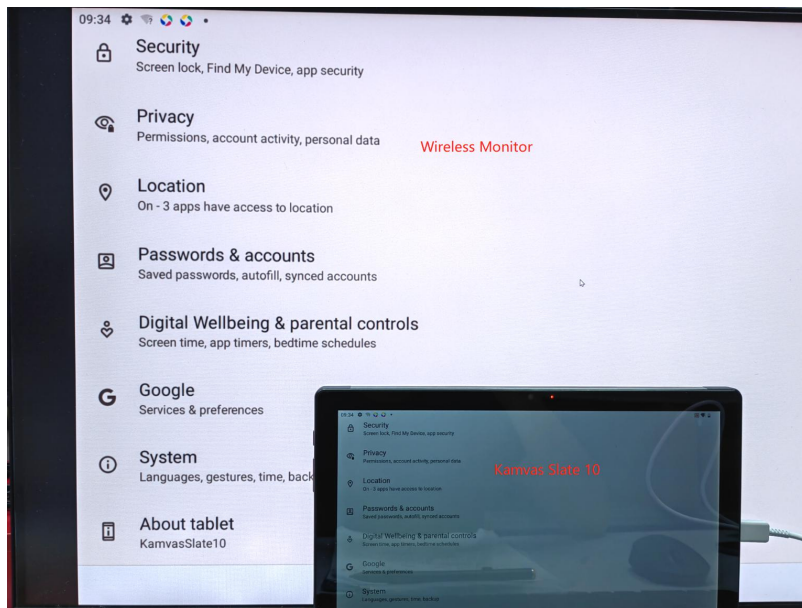 09:34
Security
Screen lock, Find My Device, app security
Privacy
Permissions, account activity, personal data
Wireless Monitor
Location
On - 3 apps have access to location
Passwords & accounts
Saved passwords, autofill, synced accounts
Digital Wellbeing & parental controls
Screen time, app timers, bedtime schedules
Google
Services & preferences
System
Languages, gestures, time, back
About tablet
KamvasSlate10
09:34
Security
Screen lock, Find My Device, app security
Privacy
Permissions, account activity, personal data
Kamvas Slate 10
Location
On - 3 apps have access to location
Passwords & accounts
Saved passwords, autofill, synced accounts
Digital Wellbeing & parental controls
Screen time, app timers, bedtime schedules
Google
Services & preferences
System
Languages, gestures, time, backup